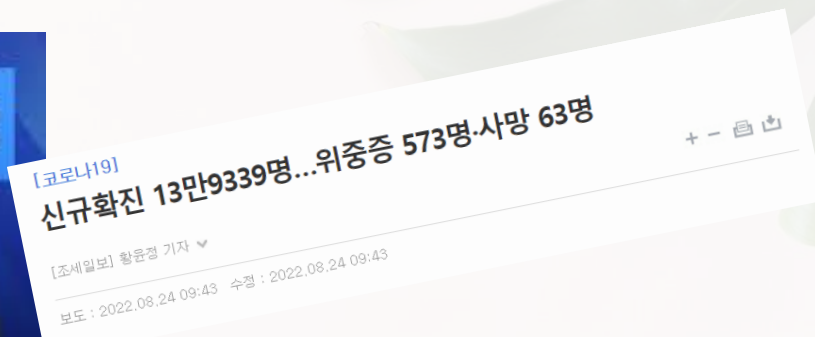 [코로나19]
신규확진 13만9339명…위중증 573명·사망 63명
[조세일보] 황윤정 기자
보도 : 2022.08.24 09:43 수정 : 2022.08.24 09:43